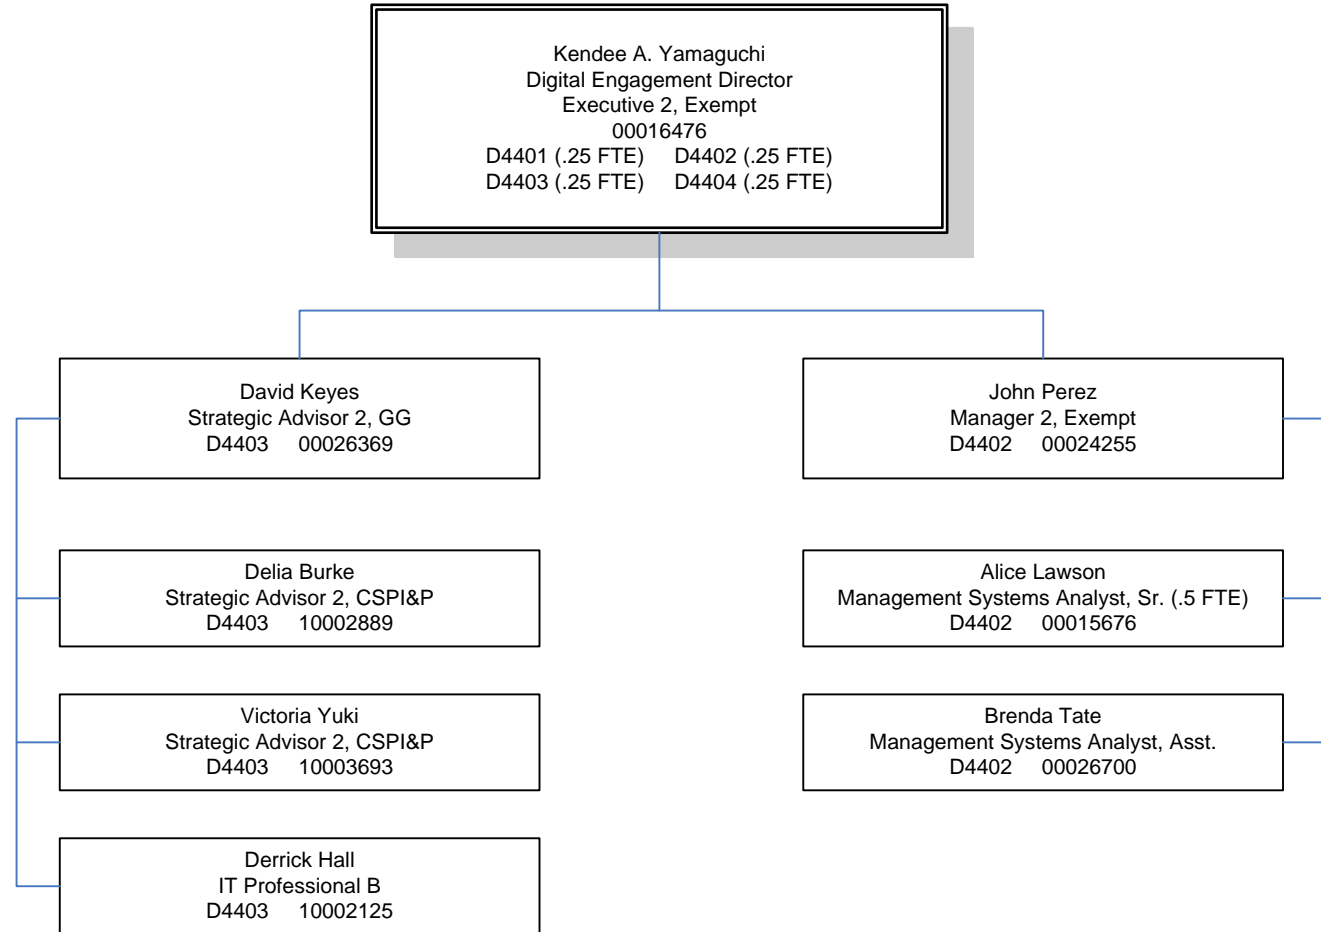 Kendee A. Yamaguchi
Digital Engagement Director
Executive 2, Exempt
00016476
D4401 (.25 FTE) D4402 (.25 FTE)
D4403 (.25 FTE) D4404 (.25 FTE)
David Keyes
Strategic Advisor 2, GG
D4403 00026369
John Perez
Manager 2, Exempt
D4402 00024255
Delia Burke
Strategic Advisor 2, CSPI&P
D4403 10002889
Alice Lawson
Management Systems Analyst, Sr. (.5 FTE)
D4402 00015676
Victoria Yuki
Strategic Advisor 2, CSPI&P
D4403 10003693
Brenda Tate
Management Systems Analyst, Asst.
D4402 00026700
Derrick Hall
IT Professional B
D4403 10002125